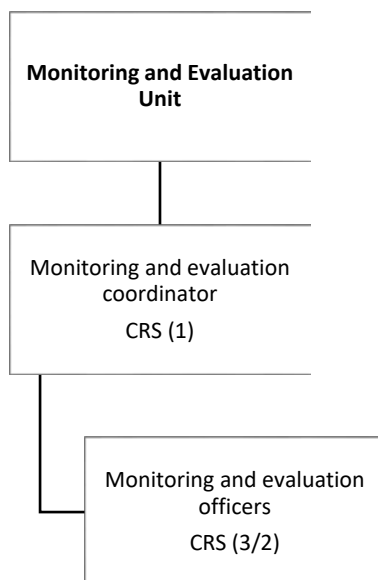 Monitoring and Evaluation
Unit
Monitoring and evaluation
coordinator
CRS (1)
Monitoring and evaluation
officers
CRS (3/2)